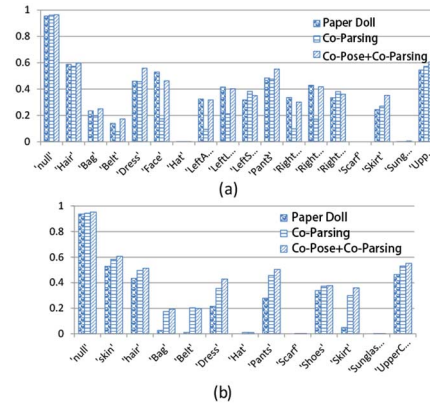 1
Paper Doll
0.8
Co-Parsing
0.6
Co-Pose+Co-Parsing
0.4
0.2
0
'null' 'Hair' 'Bag' 'Belt' 'Dress' 'Face' 'Hat' 'LeftA... 'LeftL... 'LeftS... 'Pants' 'Right... 'Right... 'Right... 'Scarf' 'Skirt' 'Sung... 'Upp...
(a)
1
Paper Doll
0.8
Co-Parsing
0.6
Co-Pose+Co-Parsing
0.4
0.2
0
'null' 'skin' 'hair' 'Bag' 'Belt' 'Dress' 'Hat' 'Pants' 'Scarf' 'Shoes' 'Skirt' 'Sunglas... 'UpperC...
(b)